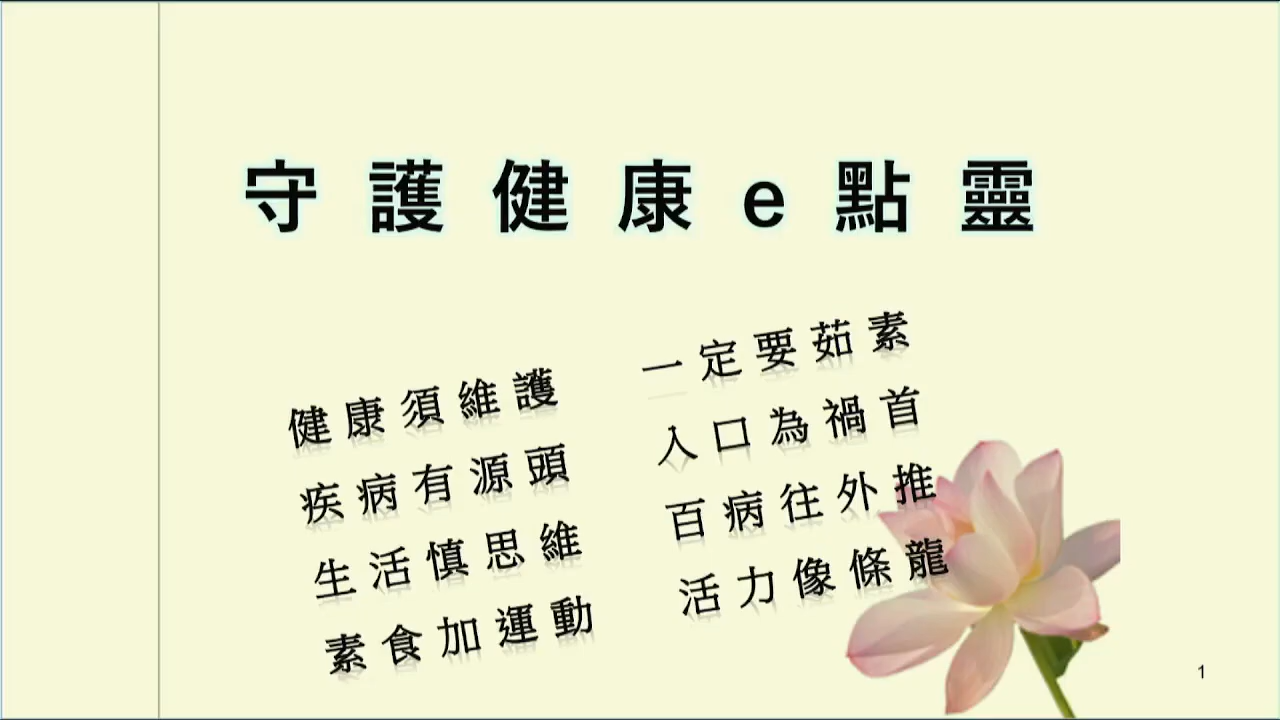 守護健康e點靈
健康須維護 一定要茹素
疾病有源頭 入口為禍首
生活慎思維 百病往外推
素食加運動 活力像條龍
1